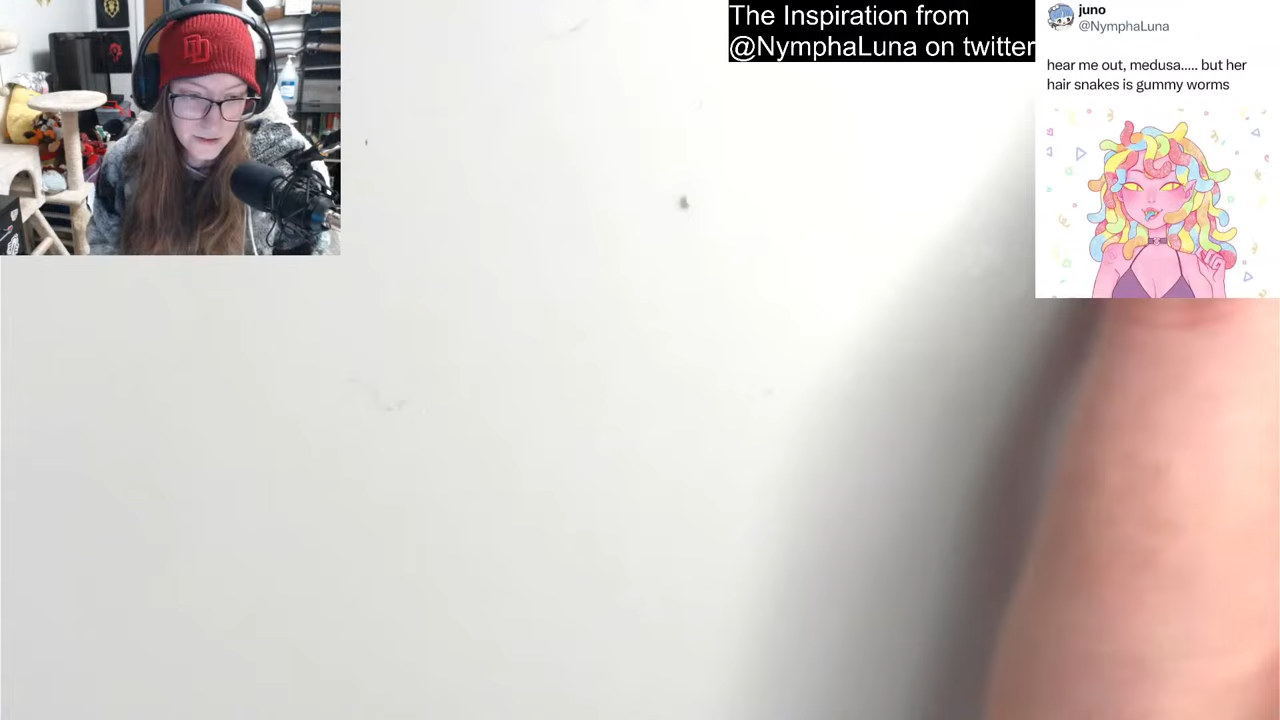 The Inspiration from
@NymphaLuna on twitter
juno
@NymphaLuna
hear me out, medusa..... but her
hair snakes is gummy worms